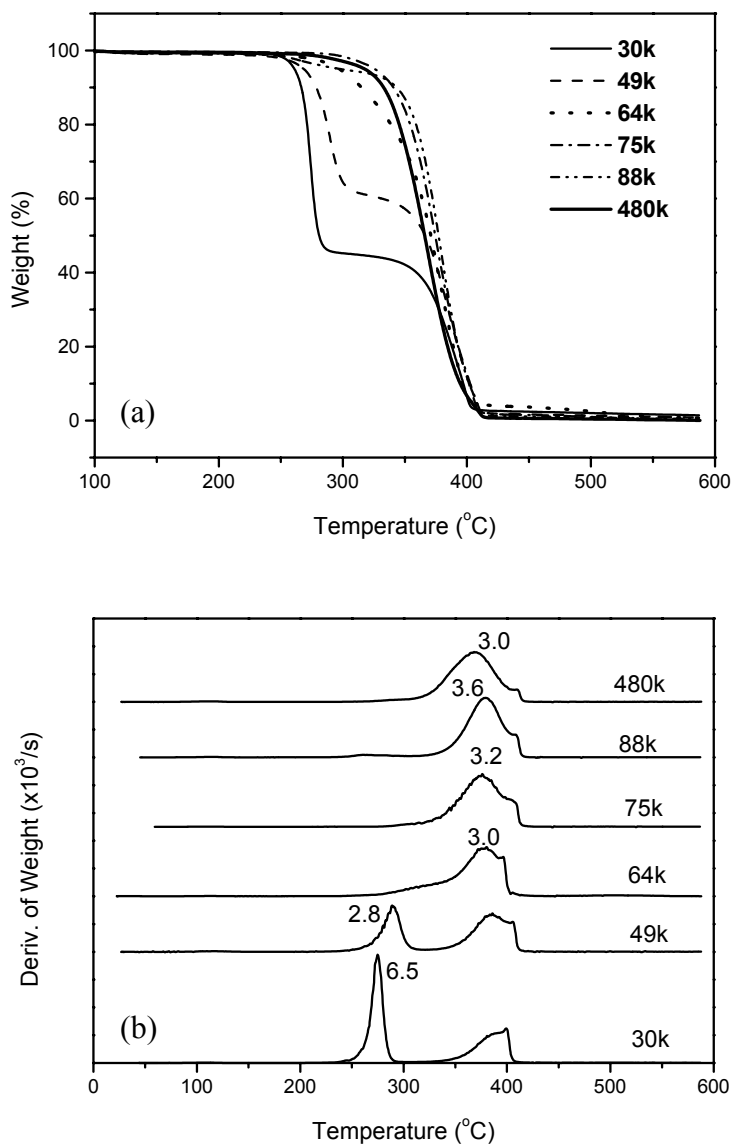 100
80
60
40
20
0
Weight (%)
30k
49k
64k
75k
88k
480k
(a)
100 200 300 400 500 600
Temperature (°C)
Deriv. of Weight (x10³/s)
3.0
480k
3.6
88k
3.2
75k
3.0
64k
2.8
49k
6.5
30k
(b)
0 100 200 300 400 500 600
Temperature (°C)